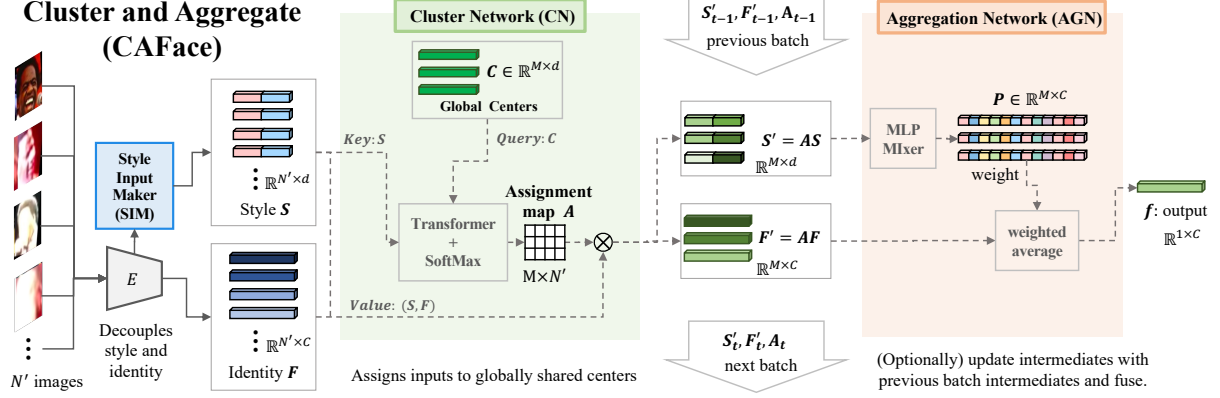 Cluster and Aggregate
(CAFace)
N′ images
Style
Input
Maker
(SIM)
E
Decouples
style and
identity
ℝ^{N′×d}
Style S
ℝ^{N′×C}
Identity F
Cluster Network (CN)
C ∈ ℝ^{M×d}
Global Centers
Key: S
Query: C
Transformer
+
SoftMax
Assignment
map A
M×N′
Value: (S, F)
Assigns inputs to globally shared centers
S′_{t−1}, F′_{t−1}, A_{t−1}
previous batch
S′ = AS
ℝ^{M×d}
F′ = AF
ℝ^{M×C}
S′_t, F′_t, A_t
next batch
Aggregation Network (AGN)
P ∈ ℝ^{M×C}
MLP
MIxer
weight
weighted
average
f: output
ℝ^{1×C}
(Optionally) update intermediates with
previous batch intermediates and fuse.